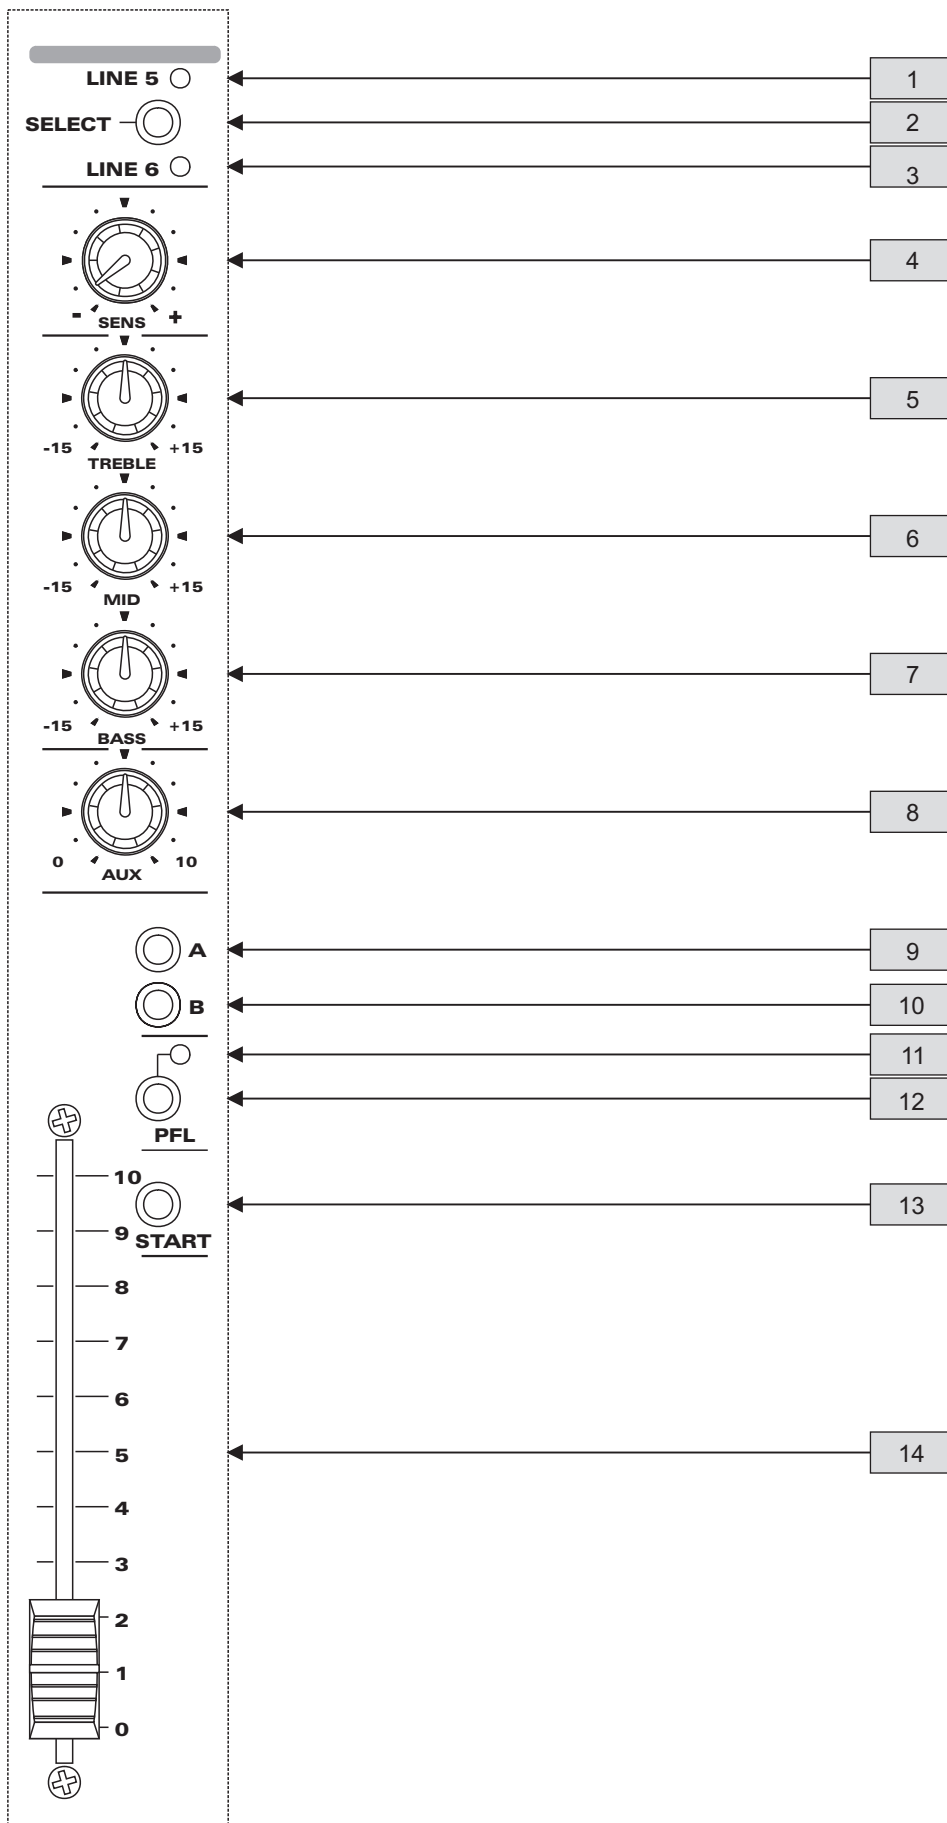 LINE 5 1
SELECT 2
LINE 6 3
4
- SENS +
5
-15 +15
TREBLE
6
-15 +15
MID
7
-15 +15
BASS
8
0 10
AUX
A 9
B 10
11
12
PFL
10
13
9 START
8
7
6
5 14
4
3
2
1
0